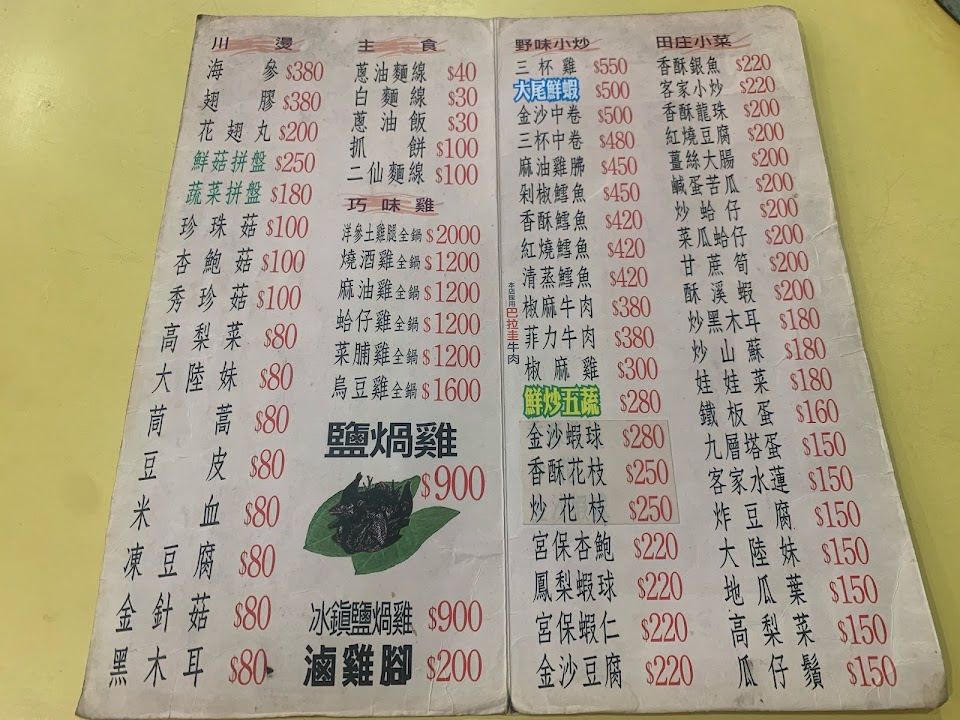 川燙
海參 $380
翅膠 $380
花翅丸 $200
鮮菇拼盤 $250
蔬菜拼盤 $180
珍珠菇 $100
杏鮑菇 $100
秀珍菇 $100
高梨菜 $80
大陸妹 $80
茼蒿 $80
豆皮 $80
米血 $80
凍豆腐 $80
金針菇 $80
黑木耳 $80
主食
蔥油麵線 $40
白麵線 $30
蔥油飯 $30
抓餅 $100
二仙麵線 $100
巧味雞
洋參土雞腿全鍋 $2000
燒酒雞全鍋 $1200
麻油雞全鍋 $1200
蛤仔雞全鍋 $1200
菜脯雞全鍋 $1200
烏豆雞全鍋 $1600
鹽焗雞
$900
冰鎮鹽焗雞 $900
滷雞腳 $200
野味小炒
三杯雞 $550
大尾鮮蝦 $500
金沙中卷 $500
三杯中卷 $480
麻油雞胇 $450
剁椒鱈魚 $450
香酥鱈魚 $420
紅燒鱈魚 $420
清蒸鱈魚 $420
椒麻牛肉 $380
菲力牛肉 $380
椒麻雞 $300
鮮炒五蔬 $280
金沙蝦球 $280
香酥花枝 $250
炒花枝 $250
宮保杏鮑 $220
鳳梨蝦球 $220
宮保蝦仁 $220
金沙豆腐 $220
本店採用巴拉圭牛肉
田庄小菜
香酥銀魚 $220
客家小炒 $220
香酥龍珠 $200
紅燒豆腐 $200
薑絲大腸 $200
鹹蛋苦瓜 $200
炒蛤仔 $200
菜瓜蛤仔 $200
甘蔗筍 $200
酥溪蝦 $200
炒黑木耳 $180
炒山蘇 $180
娃娃菜 $180
鐵板蛋 $160
九層塔蛋 $150
客家水蓮 $150
炸豆腐 $150
大陸妹 $150
地瓜葉 $150
高梨菜 $150
瓜仔鬚 $150